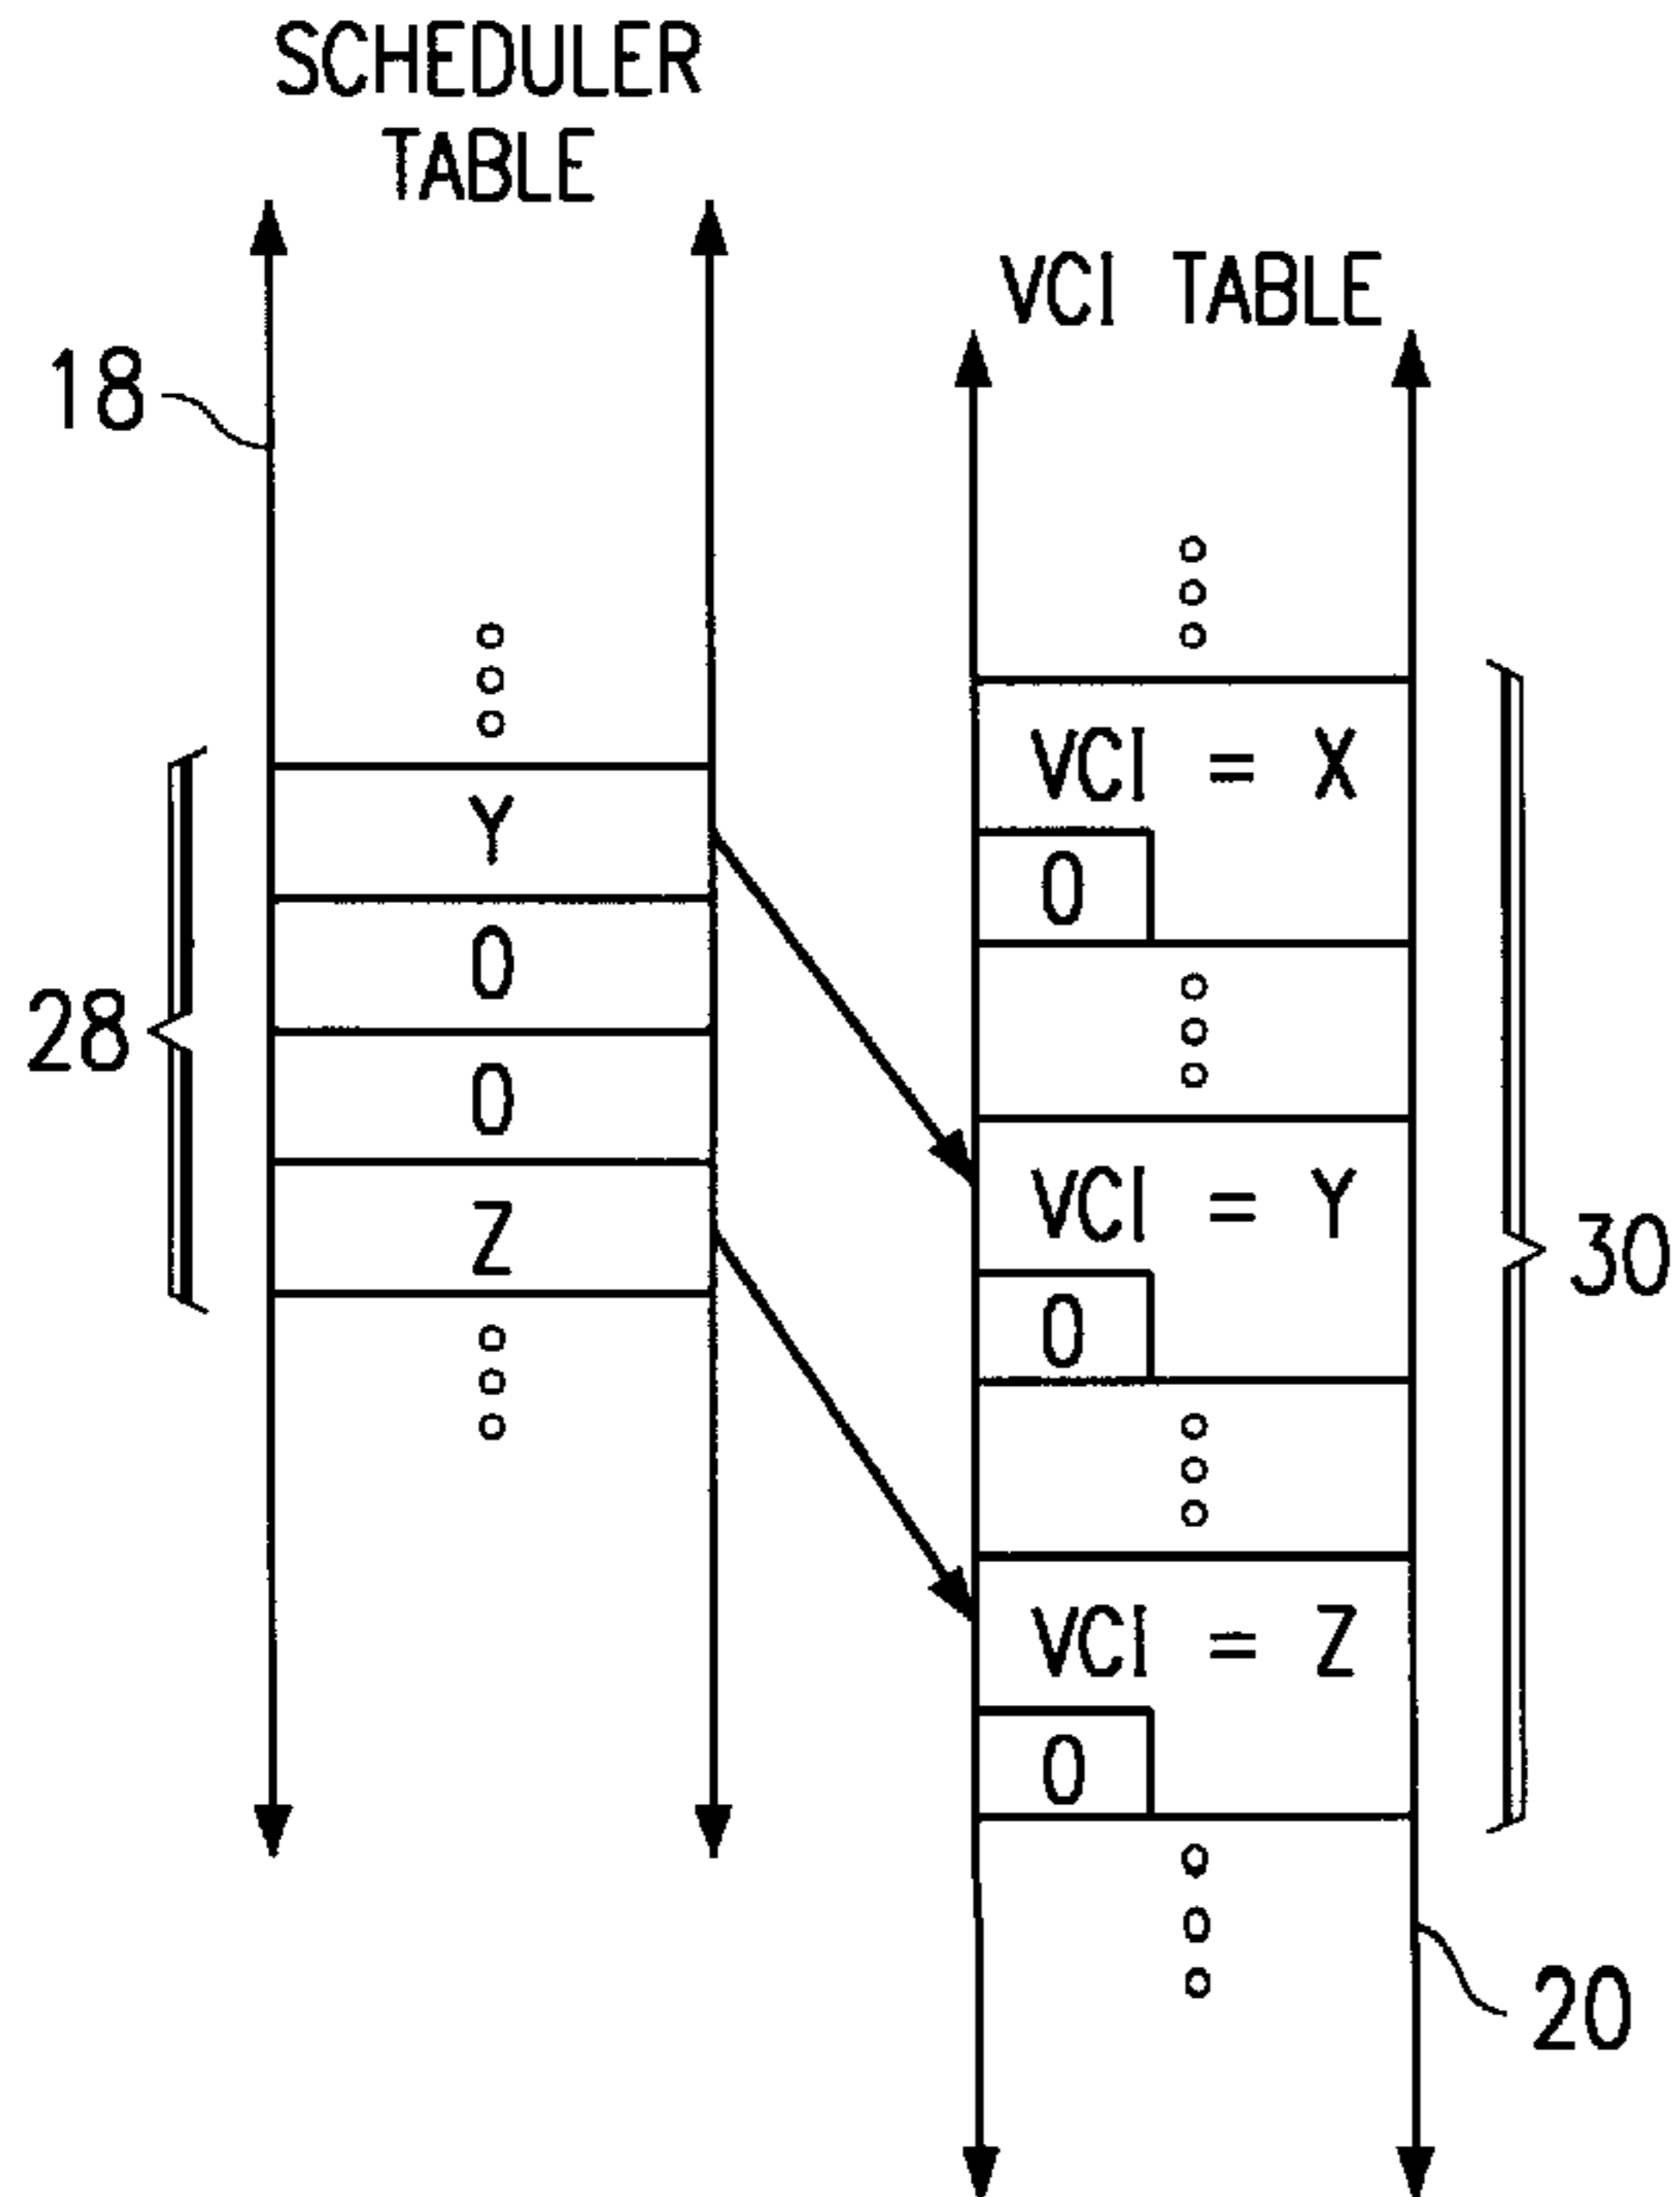 SCHEDULER
TABLE
18
28
Y
0
0
Z
VCI TABLE
VCI = X
0
VCI = Y
0
VCI = Z
0
30
20